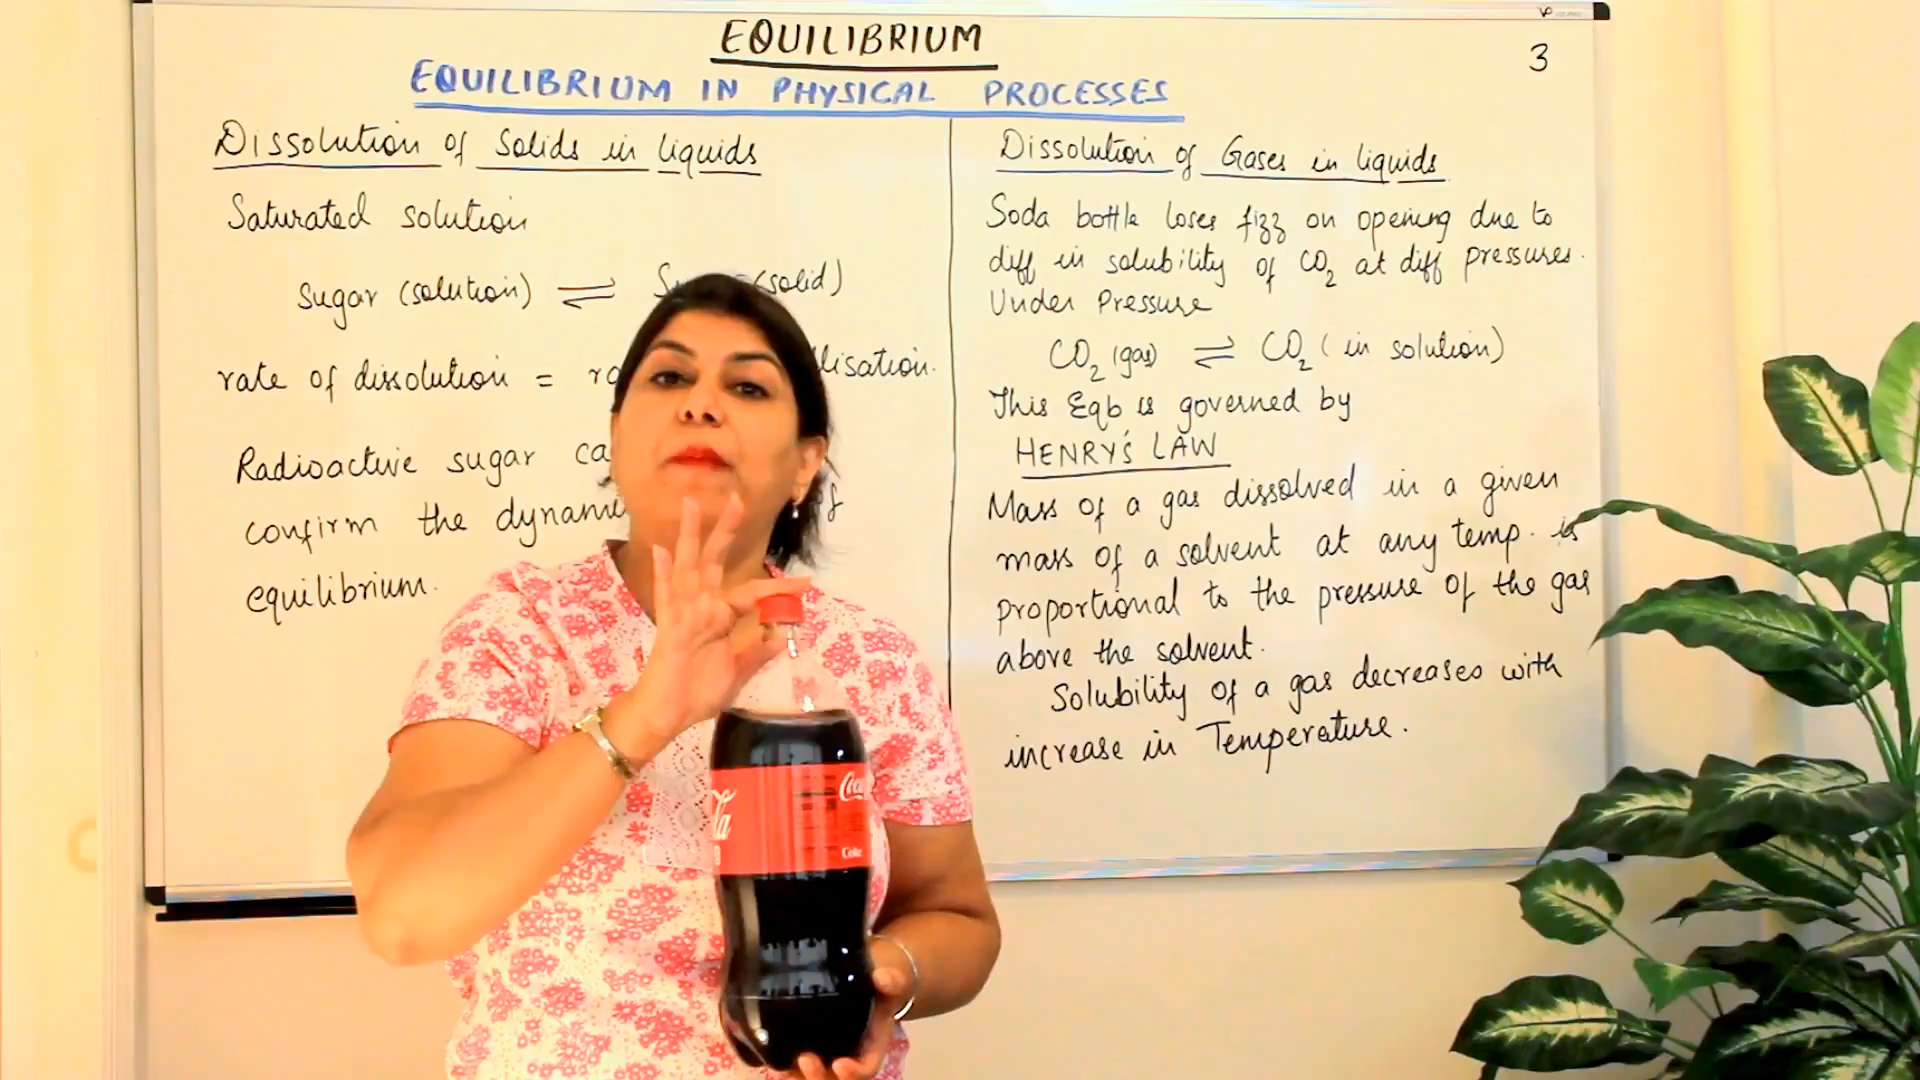 EQUILIBRIUM
3
EQUILIBRIUM IN PHYSICAL PROCESSES
Dissolution of Solids in liquids
Saturated solution
Sugar (solution) ⇌ (solid)
rate of dissolution =
Radioactive sugar
confirm the of
equilibrium.
Dissolution of Gases in liquids
Soda bottle loses fizz on opening due to
diff in solubility of CO₂ at diff pressures.
Under Pressure
CO₂ (gas) ⇌ CO₂ (in solution)
This Eqb is governed by
HENRY'S LAW
Mass of a gas dissolved in a given
mass of a solvent at any temp. is
proportional to the pressure of the gas
above the solvent.
Solubility of a gas decreases with
increase in Temperature.
Coke